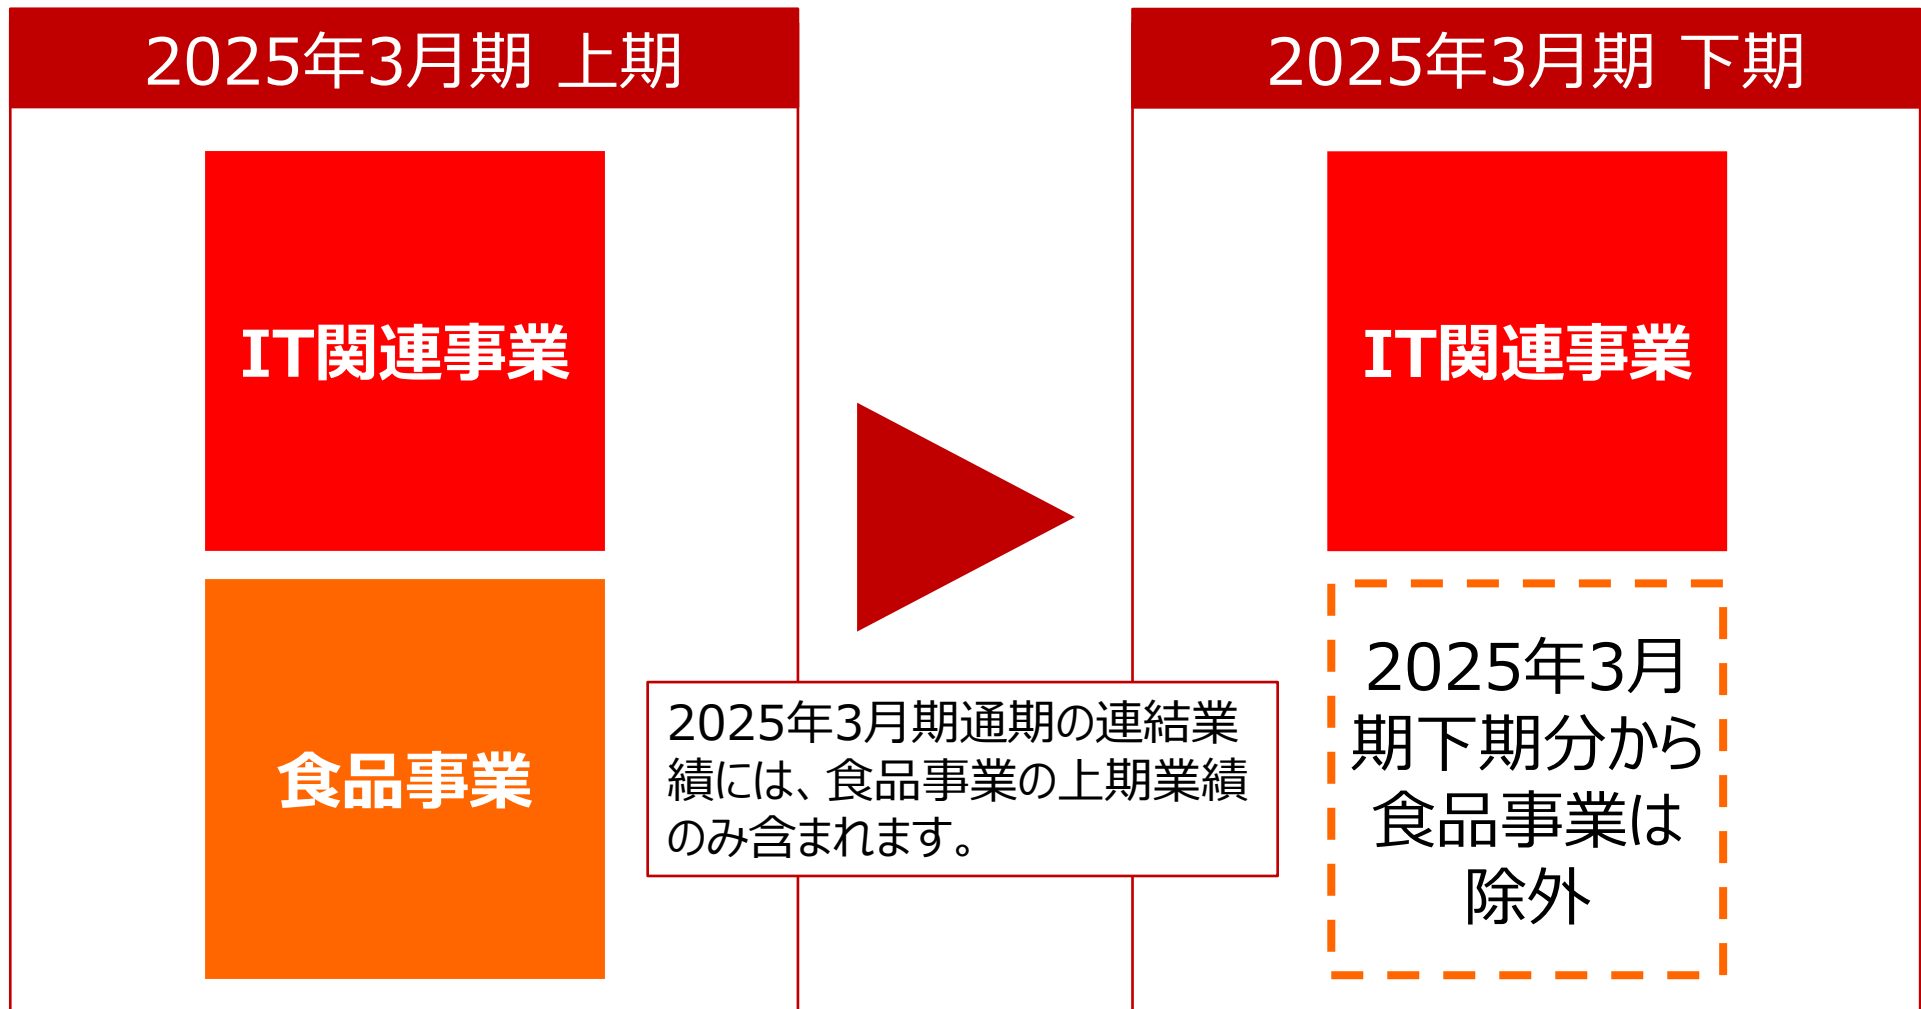 2025年3月期 上期
IT関連事業
食品事業
2025年3月期通期の連結業
績には、食品事業の上期業績
のみ含まれます。
2025年3月期 下期
IT関連事業
2025年3月
期下期分から
食品事業は
除外